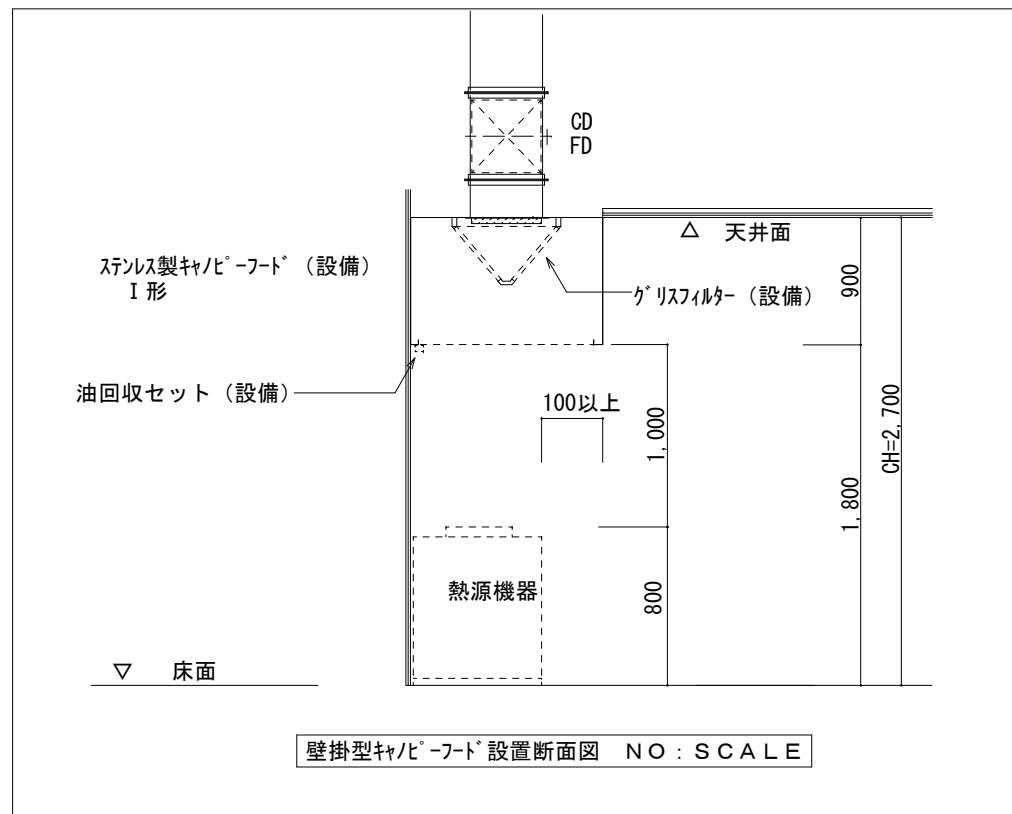 CD
FD
△　天井面
ｽﾃﾝﾚｽ製ｷｬﾉﾋﾟｰﾌｰﾄﾞ（設備）
Ｉ形
ｸﾞﾘｽﾌｨﾙﾀｰ（設備）
900
油回収セット（設備）
100以上
1,000
CH=2,700
1,800
熱源機器
800
▽　床面
壁掛型ｷｬﾉﾋﾟｰﾌｰﾄﾞ設置断面図　ＮＯ：ＳＣＡＬＥ